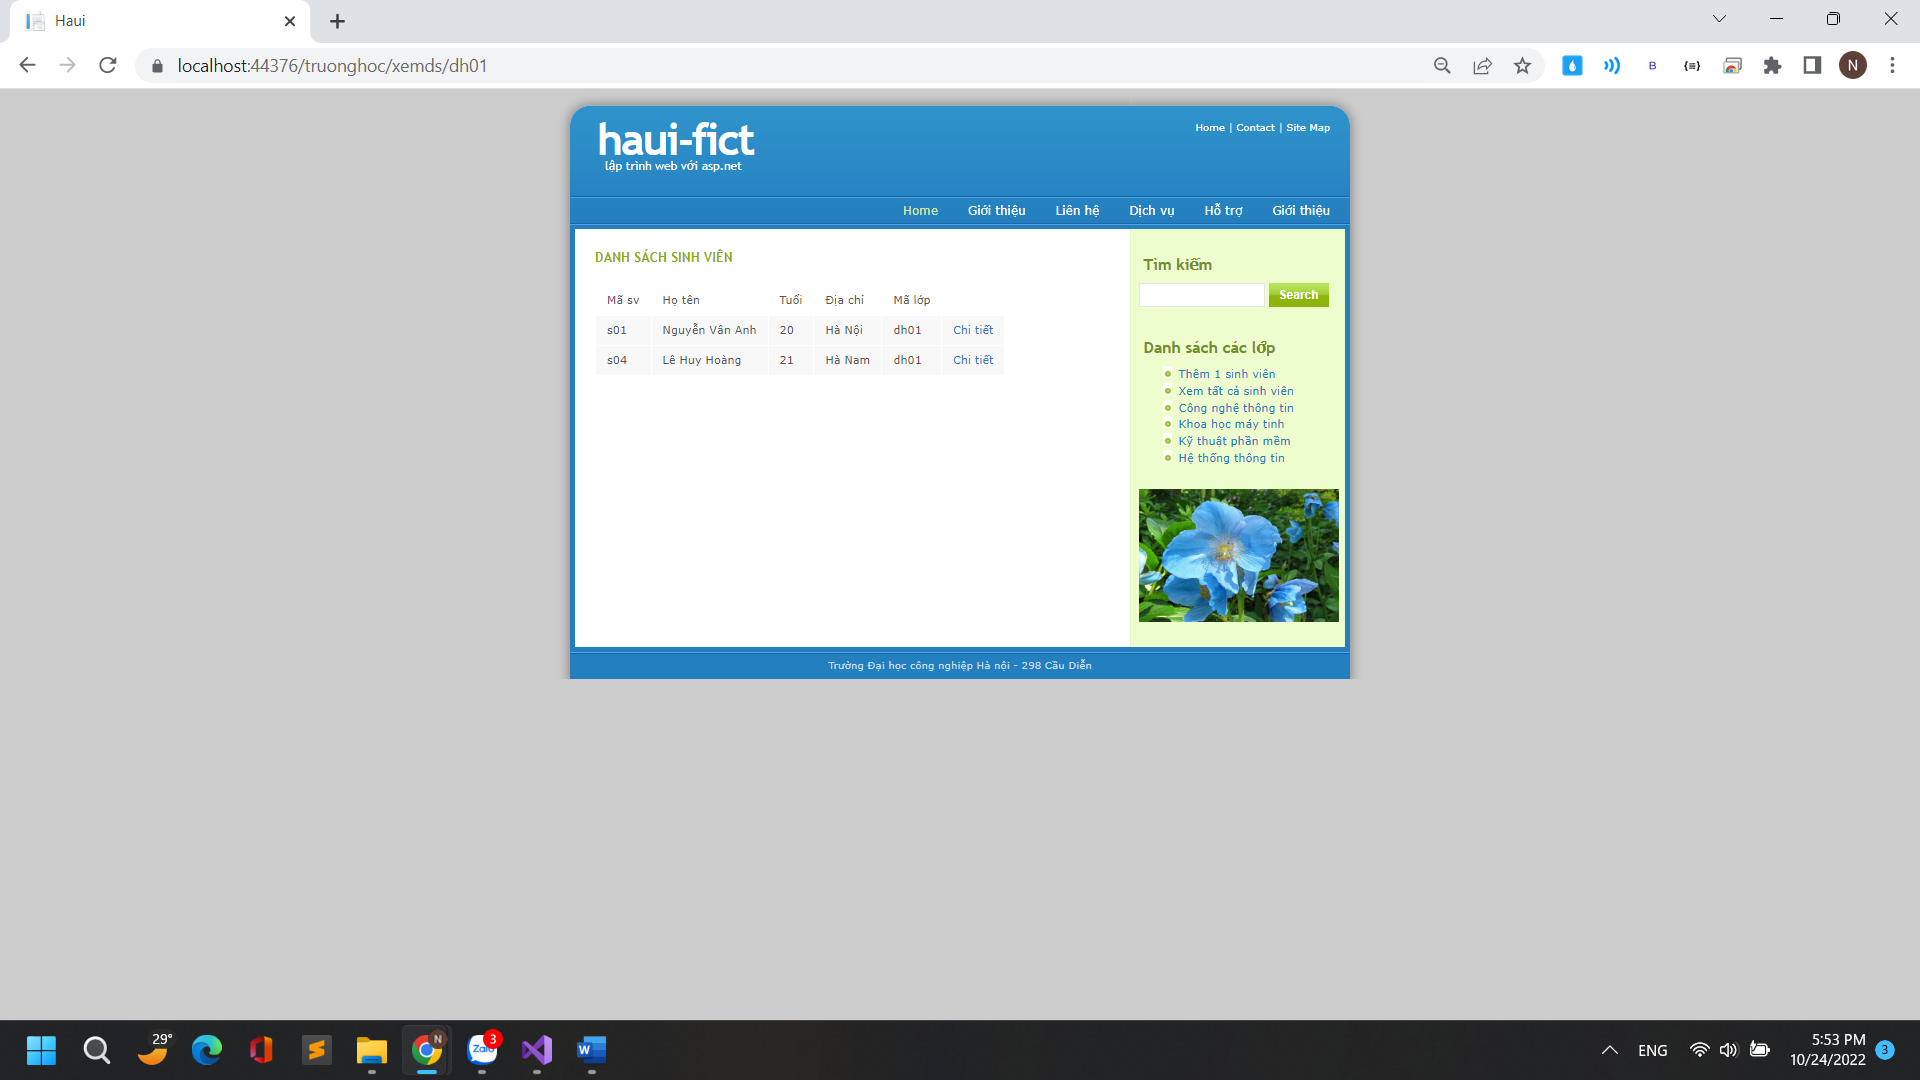 Haui
localhost:44376/truonghoc/xemds/dh01
B
N
haui-fict
lập trình web với asp.net
Home | Contact | Site Map
Home Giới thiệu Liên hệ Dịch vụ Hỗ trợ Giới thiệu
DANH SÁCH SINH VIÊN
Mã sv Họ tên Tuổi Địa chỉ Mã lớp
s01 Nguyễn Vân Anh 20 Hà Nội dh01 Chi tiết
s04 Lê Huy Hoàng 21 Hà Nam dh01 Chi tiết
Tìm kiếm
Search
Danh sách các lớp
Thêm 1 sinh viên
Xem tất cả sinh viên
Công nghệ thông tin
Khoa học máy tinh
Kỹ thuật phần mềm
Hệ thống thông tin
Trường Đại học công nghiệp Hà nội - 298 Cầu Diễn
29°
N
Zalo
3
W
ENG
5:53 PM
10/24/2022
3